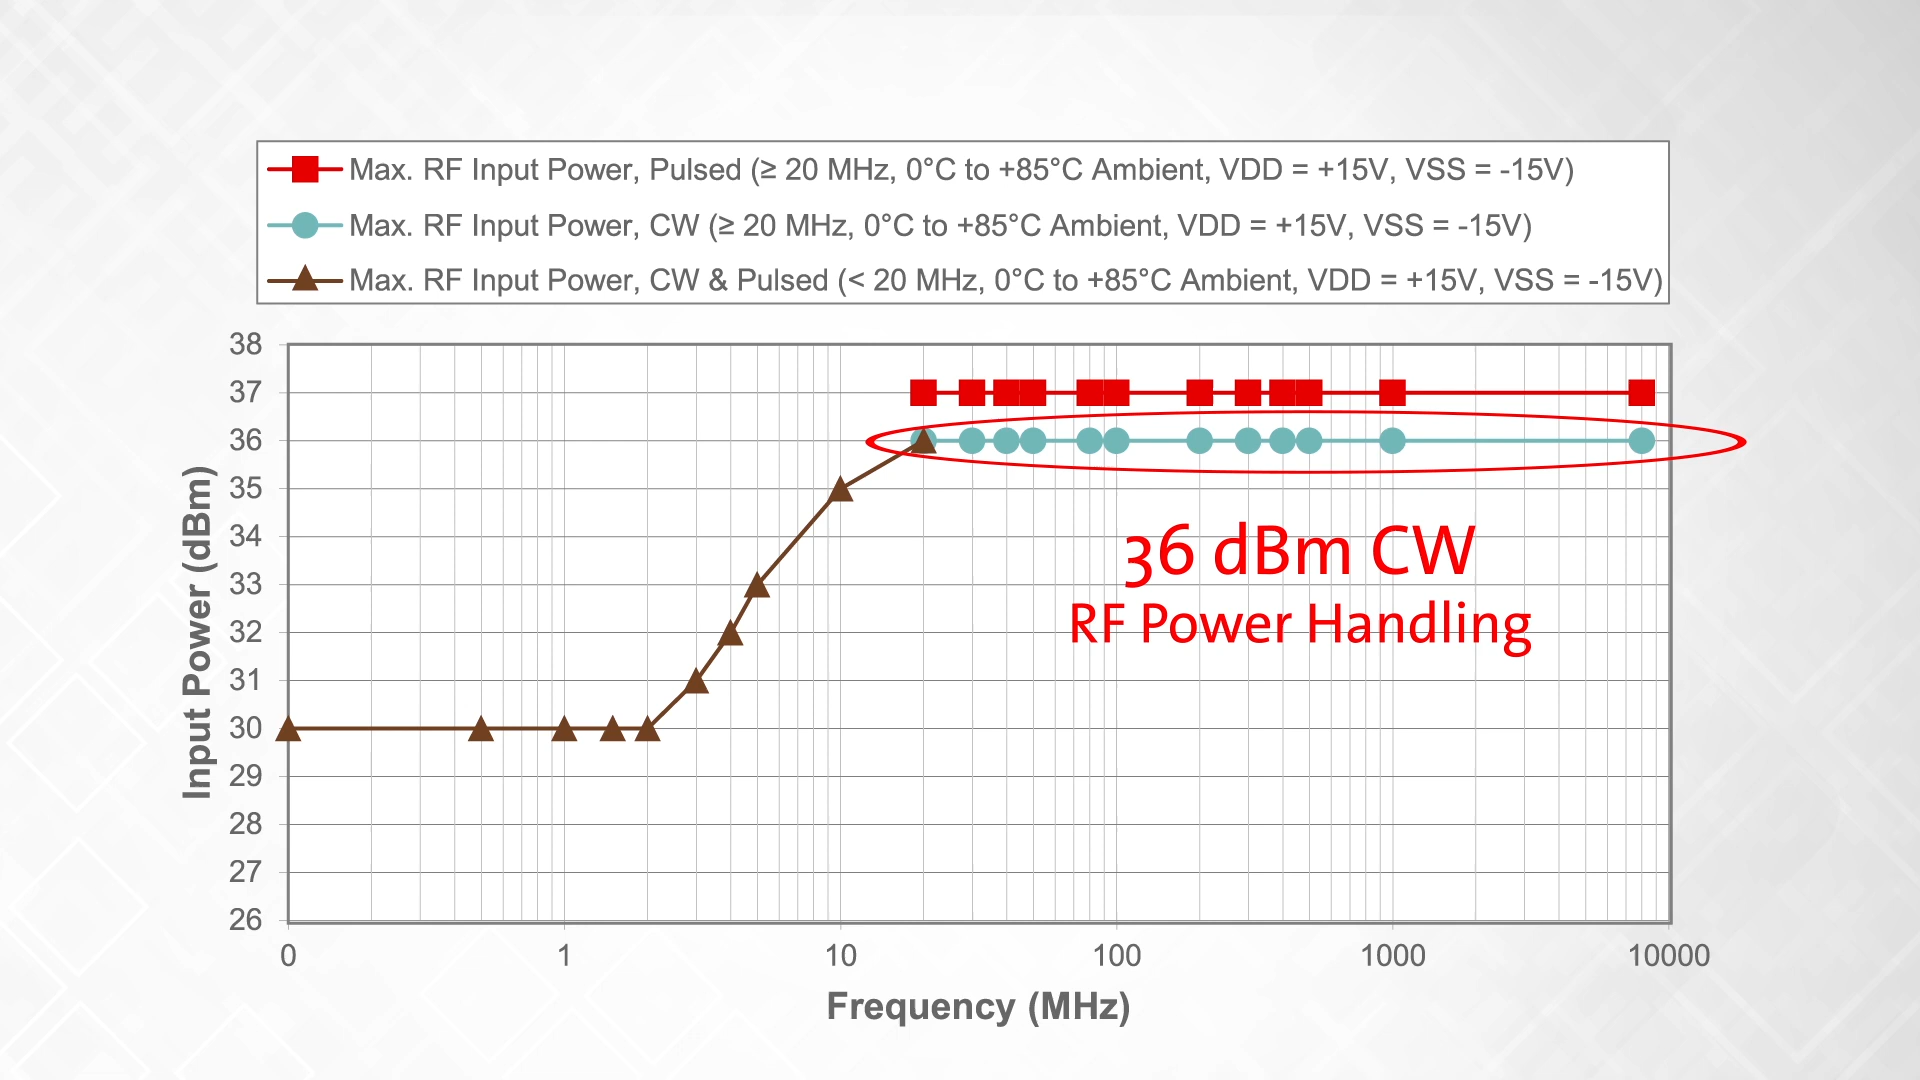 Max. RF Input Power, Pulsed (≥ 20 MHz, 0°C to +85°C Ambient, VDD = +15V, VSS = -15V)
Max. RF Input Power, CW (≥ 20 MHz, 0°C to +85°C Ambient, VDD = +15V, VSS = -15V)
Max. RF Input Power, CW & Pulsed (< 20 MHz, 0°C to +85°C Ambient, VDD = +15V, VSS = -15V)
Input Power (dBm)
38
37
36
35
34
33
32
31
30
29
28
27
26
36 dBm CW
RF Power Handling
0 1 10 100 1000 10000
Frequency (MHz)